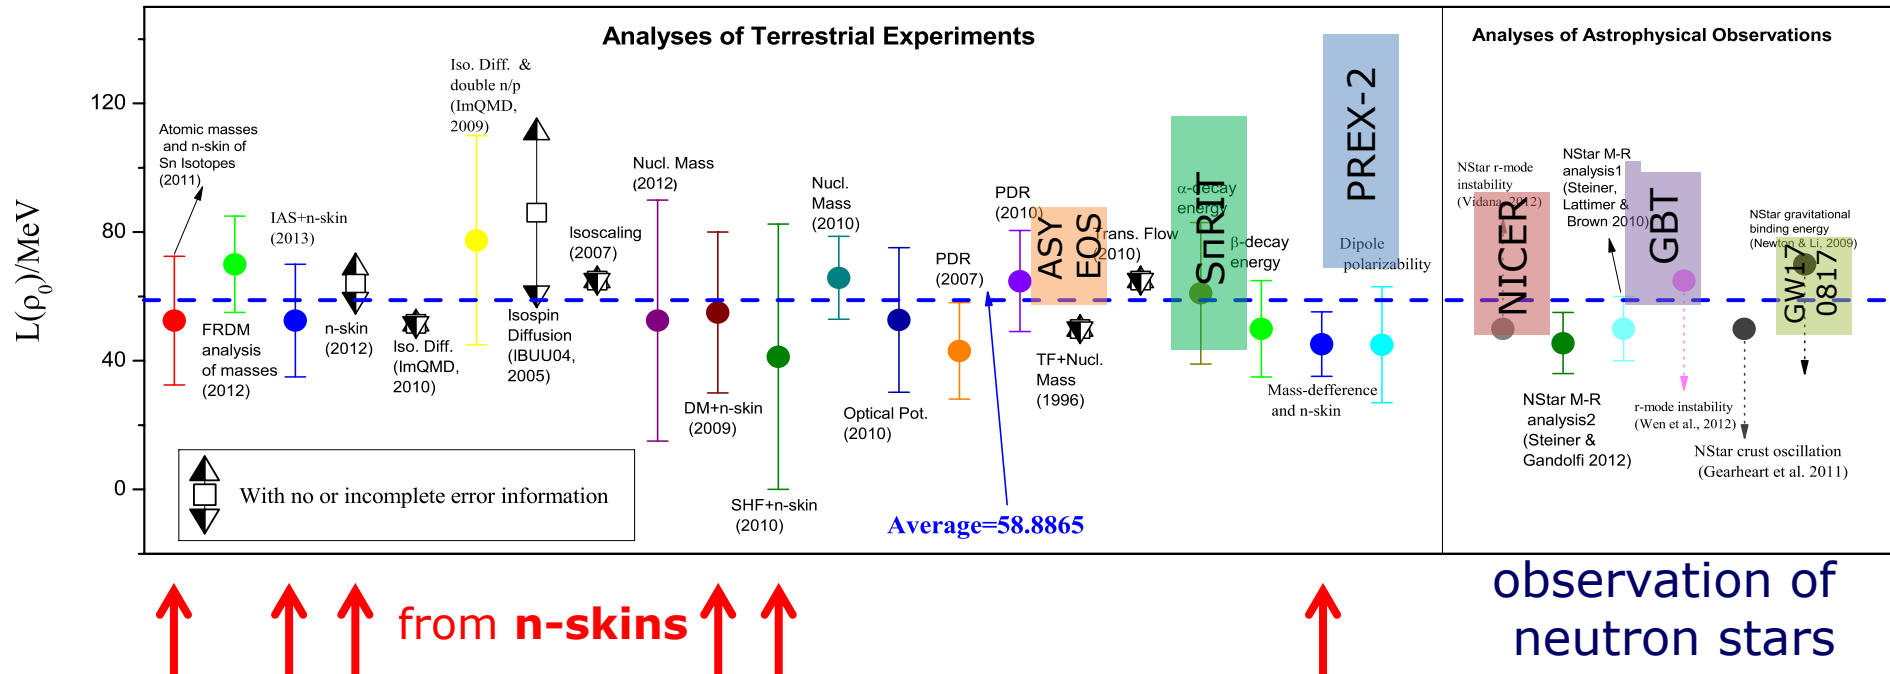 Analyses of Terrestrial Experiments
Analyses of Astrophysical Observations
L(ρ0)/MeV
120
80
40
0
Atomic masses
and n-skin of
Sn Isotopes
(2011)
FRDM
analysis
of masses
(2012)
IAS+n-skin
(2013)
n-skin
(2012)
Iso. Diff.
(ImQMD,
2010)
Iso. Diff. &
double n/p
(ImQMD,
2009)
Isospin
Diffusion
(IBUU04,
2005)
Isoscaling
(2007)
Nucl. Mass
(2012)
DM+n-skin
(2009)
SHF+n-skin
(2010)
Nucl.
Mass
(2010)
Optical Pot.
(2010)
PDR
(2007)
PDR
(2010)
ASY
EOS
TF+Nucl.
Mass
(1996)
Trans. Flow
(2010)
α-decay
energy
SπRIT
β-decay
energy
Mass-defference
and n-skin
PREX-2
Dipole
polarizability
NStar r-mode
instability
(Vidana, 2012)
NICER
NStar M-R
analysis2
(Steiner &
Gandolfi 2012)
NStar M-R
analysis1
(Steiner,
Lattimer &
Brown 2010)
GBT
r-mode instability
(Wen et al., 2012)
NStar crust oscillation
(Gearheart et al. 2011)
NStar gravitational
binding energy
(Newton & Li, 2009)
GW17
0817
With no or incomplete error information
Average=58.8865
from n-skins
observation of
neutron stars